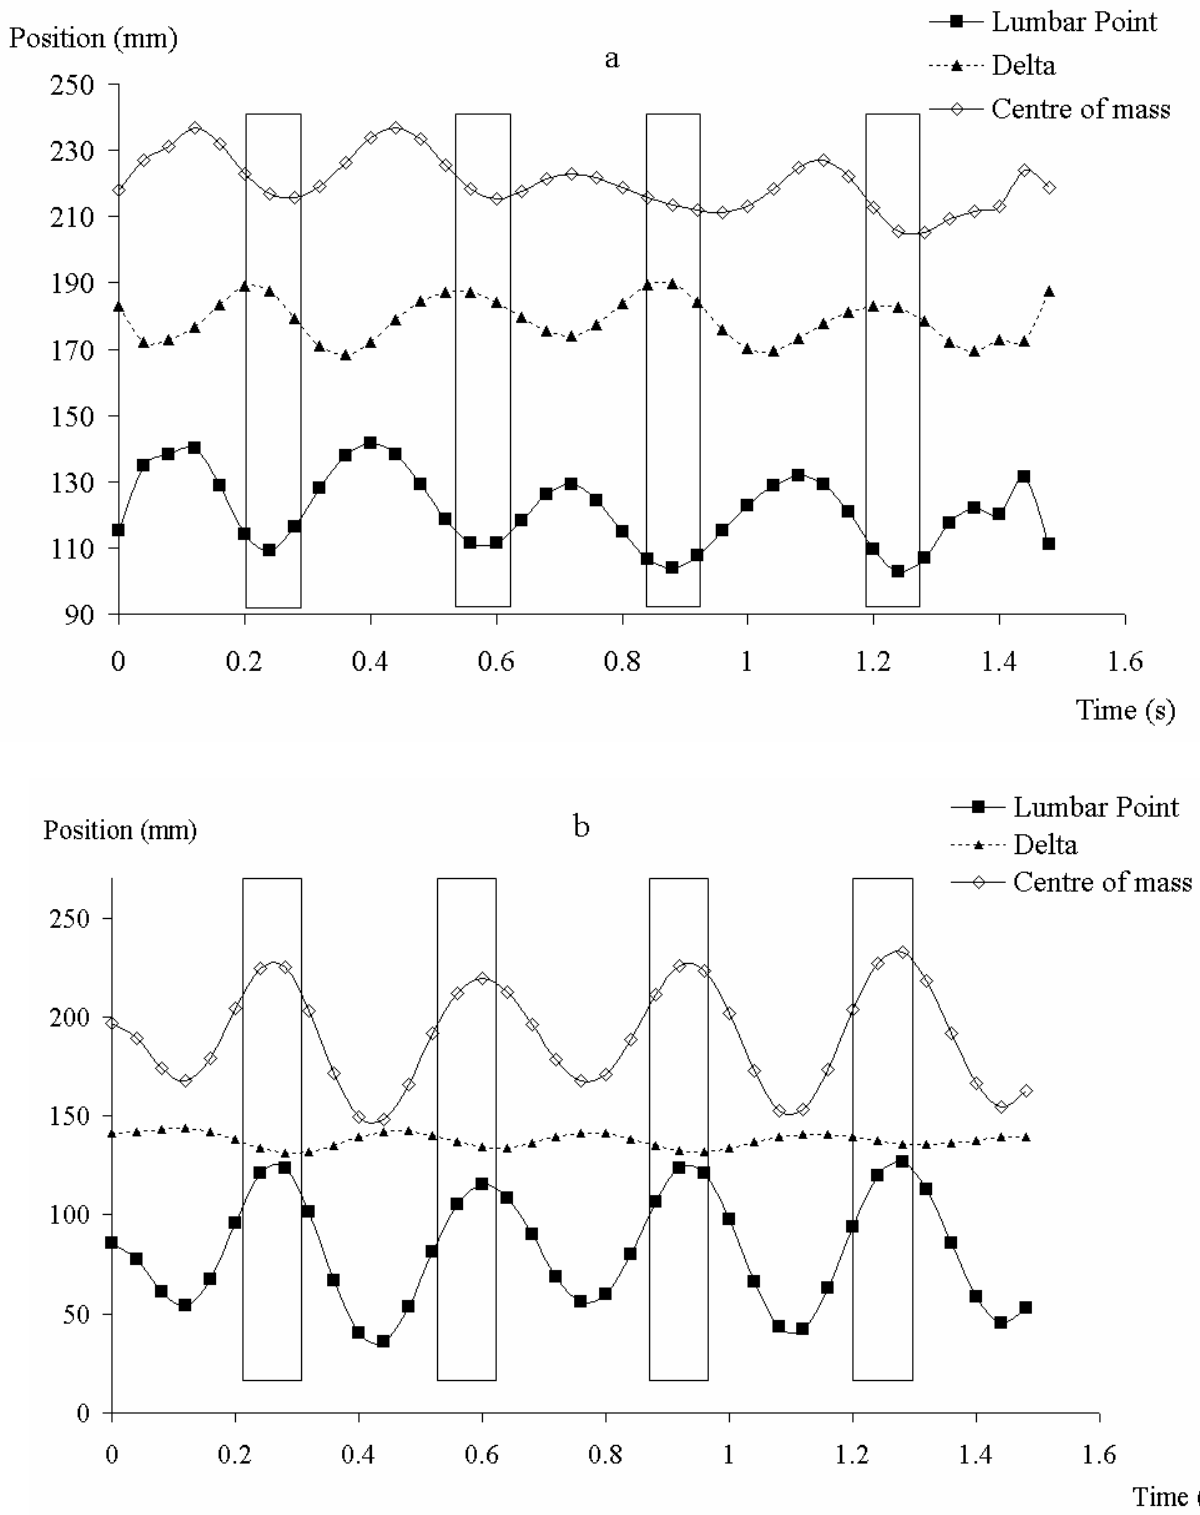 Position (mm)
a
Lumbar Point
Delta
Centre of mass
250
230
210
190
170
150
130
110
90
0 0.2 0.4 0.6 0.8 1 1.2 1.4 1.6
Time (s)
Position (mm)
b
Lumbar Point
Delta
Centre of mass
250
200
150
100
50
0
0 0.2 0.4 0.6 0.8 1 1.2 1.4 1.6
Time (